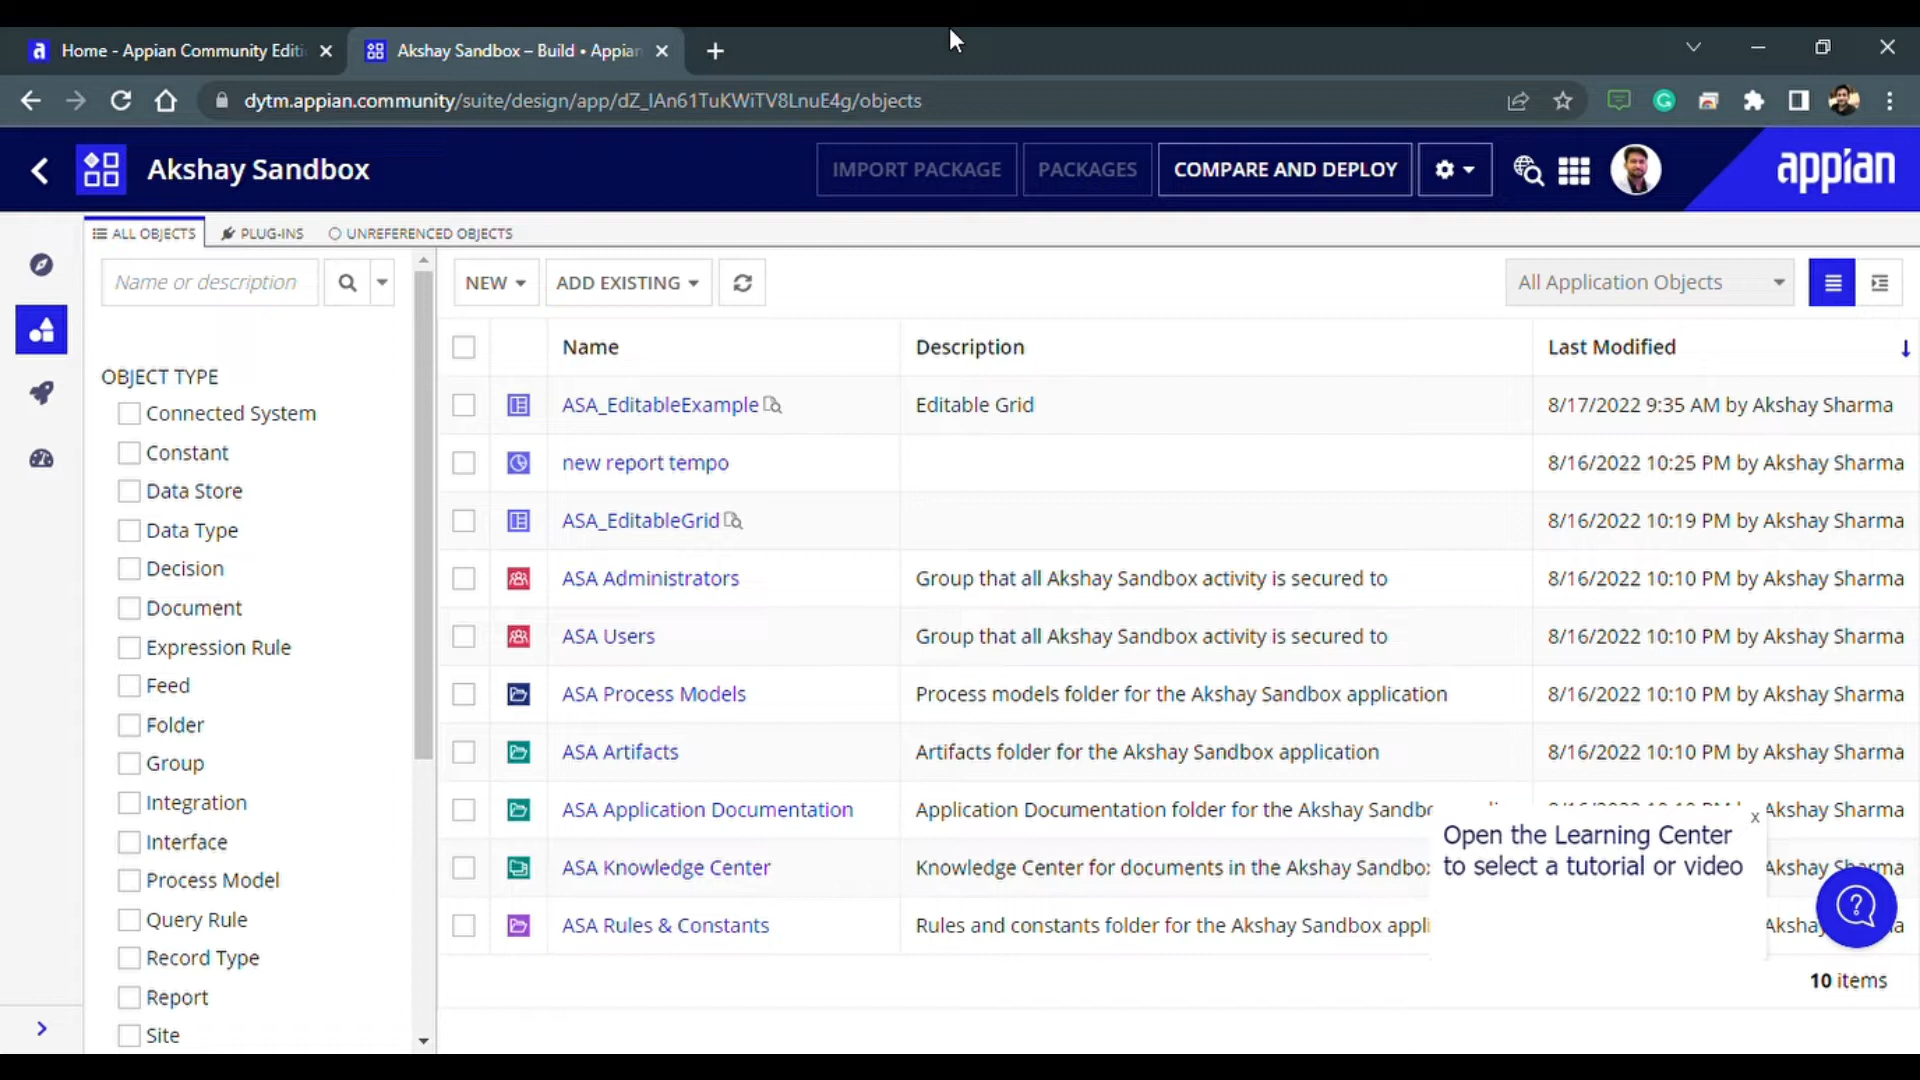 Home - Appian Community Editi
Akshay Sandbox – Build • Appian
dytm.appian.community/suite/design/app/dZ_IAn61TuKWiTV8LnuE4g/objects
Akshay Sandbox
IMPORT PACKAGE
PACKAGES
COMPARE AND DEPLOY
appian
ALL OBJECTS
PLUG-INS
UNREFERENCED OBJECTS
Name or description
NEW
ADD EXISTING
All Application Objects
OBJECT TYPE
Connected System
Constant
Data Store
Data Type
Decision
Document
Expression Rule
Feed
Folder
Group
Integration
Interface
Process Model
Query Rule
Record Type
Report
Site
Name Description Last Modified
ASA_EditableExample Editable Grid 8/17/2022 9:35 AM by Akshay Sharma
new report tempo 8/16/2022 10:25 PM by Akshay Sharma
ASA_EditableGrid 8/16/2022 10:19 PM by Akshay Sharma
ASA Administrators Group that all Akshay Sandbox activity is secured to 8/16/2022 10:10 PM by Akshay Sharma
ASA Users Group that all Akshay Sandbox activity is secured to 8/16/2022 10:10 PM by Akshay Sharma
ASA Process Models Process models folder for the Akshay Sandbox application 8/16/2022 10:10 PM by Akshay Sharma
ASA Artifacts Artifacts folder for the Akshay Sandbox application 8/16/2022 10:10 PM by Akshay Sharma
ASA Application Documentation Application Documentation folder for the Akshay Sandbo Akshay Sharma
ASA Knowledge Center Knowledge Center for documents in the Akshay Sandbo Akshay Sharma
ASA Rules & Constants Rules and constants folder for the Akshay Sandbox appli Aksha
x
Open the Learning Center
to select a tutorial or video
10 items